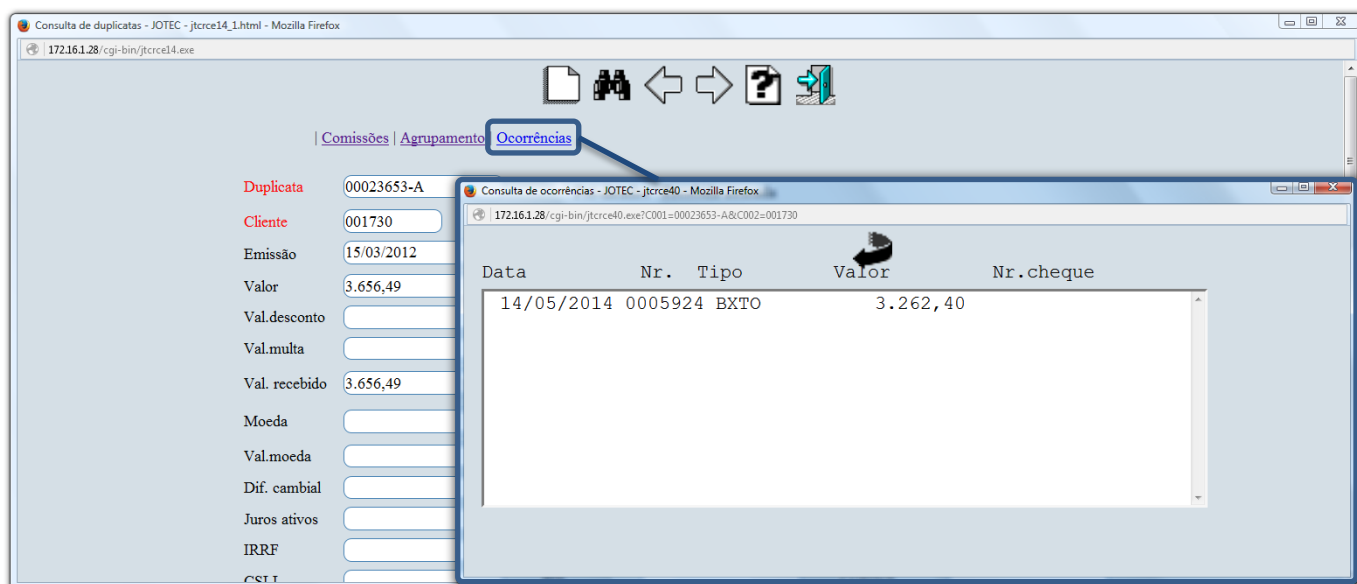 Consulta de duplicatas - JOTEC - jtcrce14_1.html - Mozilla Firefox
172.16.1.28/cgi-bin/jtcrce14.exe
| Comissões | Agrupamento | Ocorrências
Duplicata 00023653-A
Cliente 001730
Emissão 15/03/2012
Valor 3.656,49
Val.desconto
Val.multa
Val. recebido 3.656,49
Moeda
Val.moeda
Dif. cambial
Juros ativos
IRRF
CSLL
Consulta de ocorrências - JOTEC - jtcrce40 - Mozilla Firefox
172.16.1.28/cgi-bin/jtcrce40.exe?C001=00023653-A&C002=001730
Data Nr. Tipo Valor Nr.cheque
14/05/2014 0005924 BXTO 3.262,40